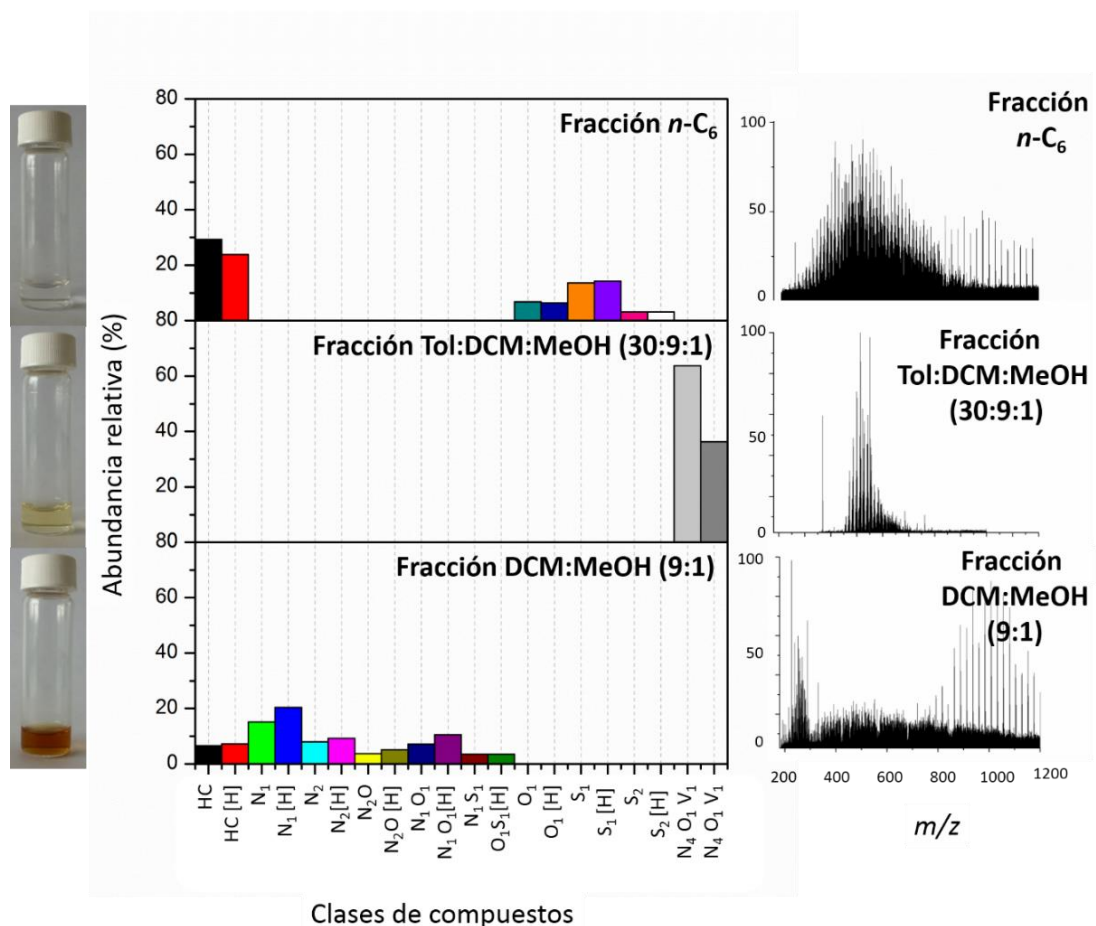 80
60
40
20
80
60
40
20
80
60
40
20
0
Abundancia relativa (%)
Fracción n-C₆
Fracción Tol:DCM:MeOH (30:9:1)
Fracción DCM:MeOH (9:1)
HC
HC [H]
N₁
N₁ [H]
N₂
N₂[H]
N₂O
N₂O [H]
N₁ O₁
N₁ O₁[H]
N₁ S₁
O₁S₁[H]
O₁
O₁ [H]
S₁
S₁ [H]
S₂
S₂ [H]
N₄ O₁ V₁
N₄ O₁ V₁
Clases de compuestos
Fracción
n-C₆
100
50
0
Fracción
Tol:DCM:MeOH
(30:9:1)
100
50
0
Fracción
DCM:MeOH
(9:1)
100
50
0
200 400 600 800 1000 1200
m/z